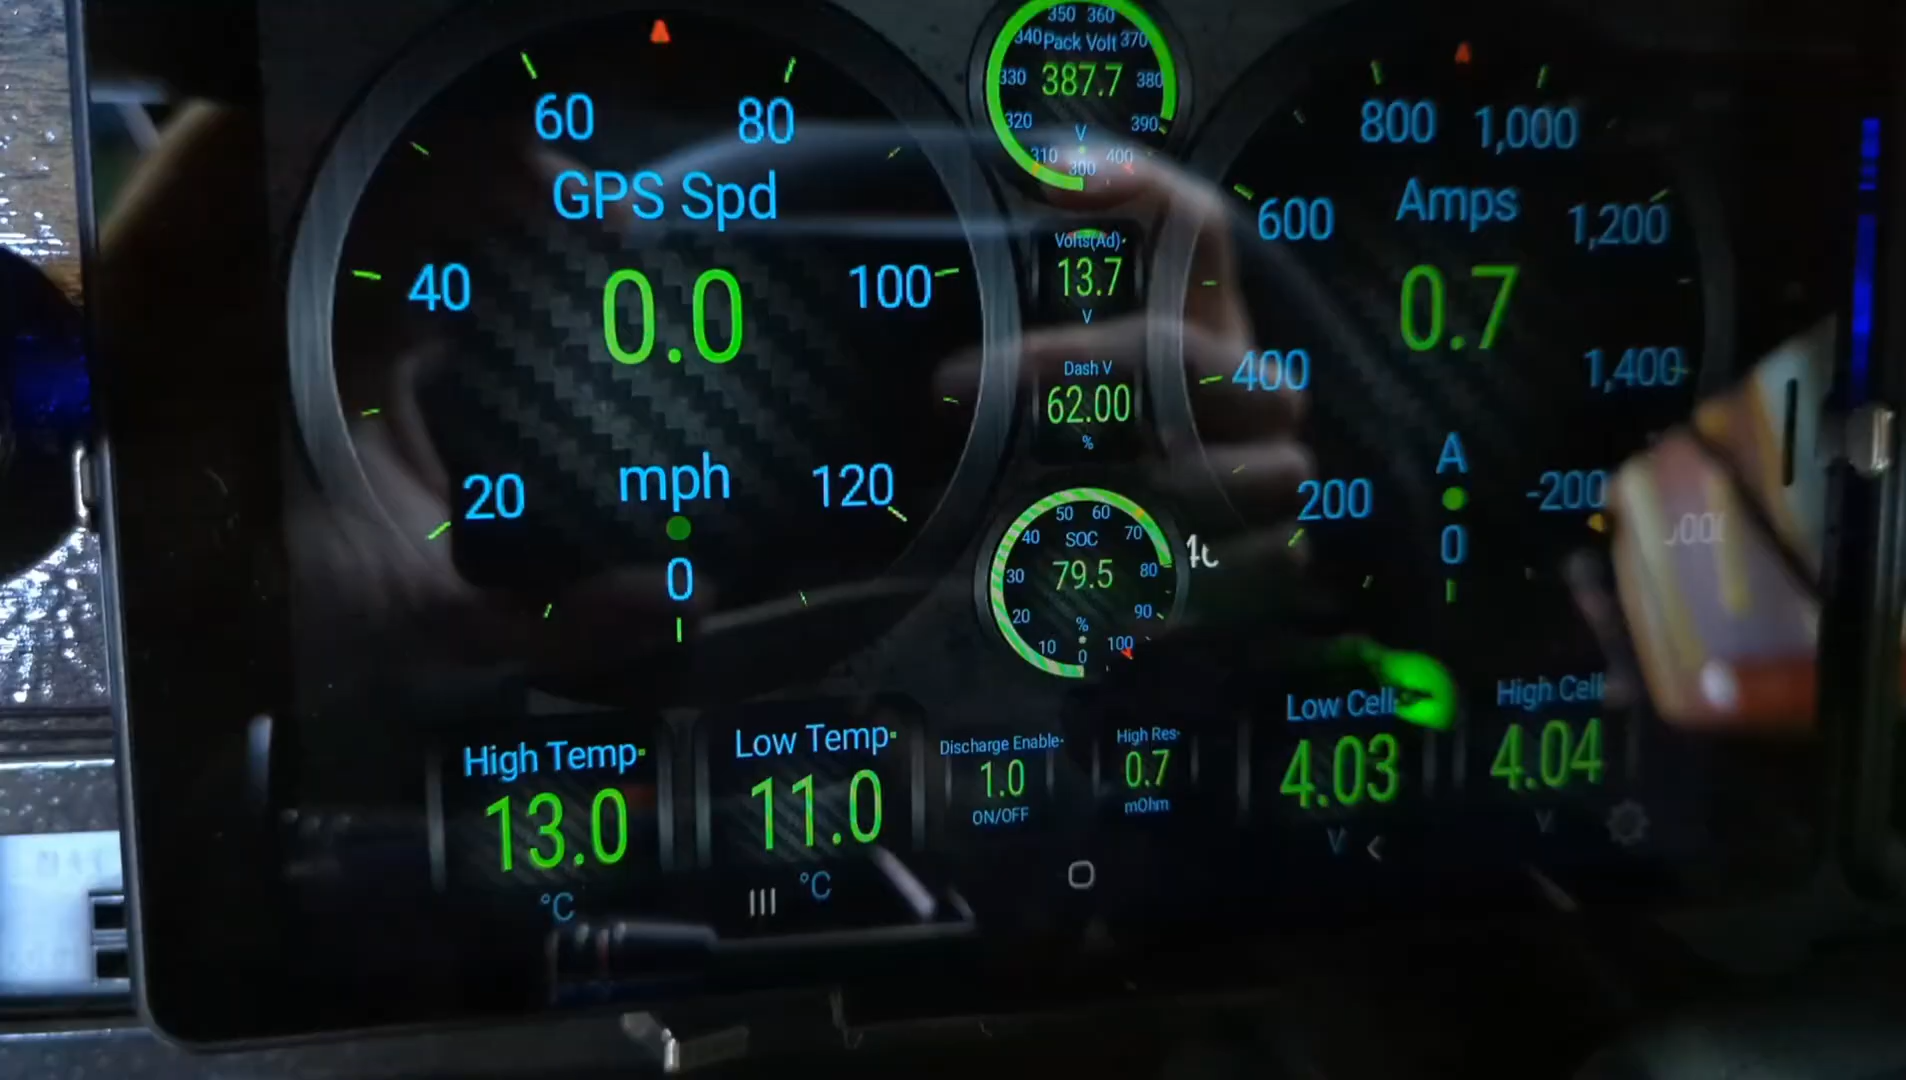 60
80
GPS Spd
40
100
0.0
20
mph
120
0
350
360
340
Pack Volt
370
330
387.7
380
320
390
V
310
400
300
Volts(Ad)
13.7
V
Dash V
62.00
%
50
60
40
SOC
70
30
79.5
80
20
90
%
10
100
0
800
1,000
600
Amps
1,200
0.7
400
1,400
A
200
-200
0
High Temp
13.0
°C
Low Temp
11.0
°C
Discharge Enable
1.0
ON/OFF
High Res
0.7
mOhm
Low Cell
4.03
V
High Cell
4.04
V